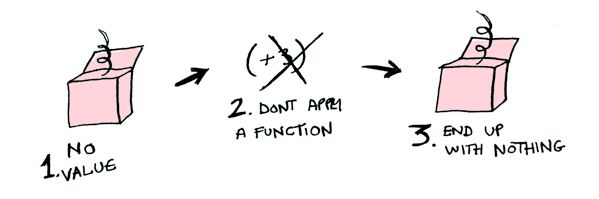 (+3)
1. NO
VALUE
2. DONT APPLY
A FUNCTION
3. END UP
WITH NOTHING